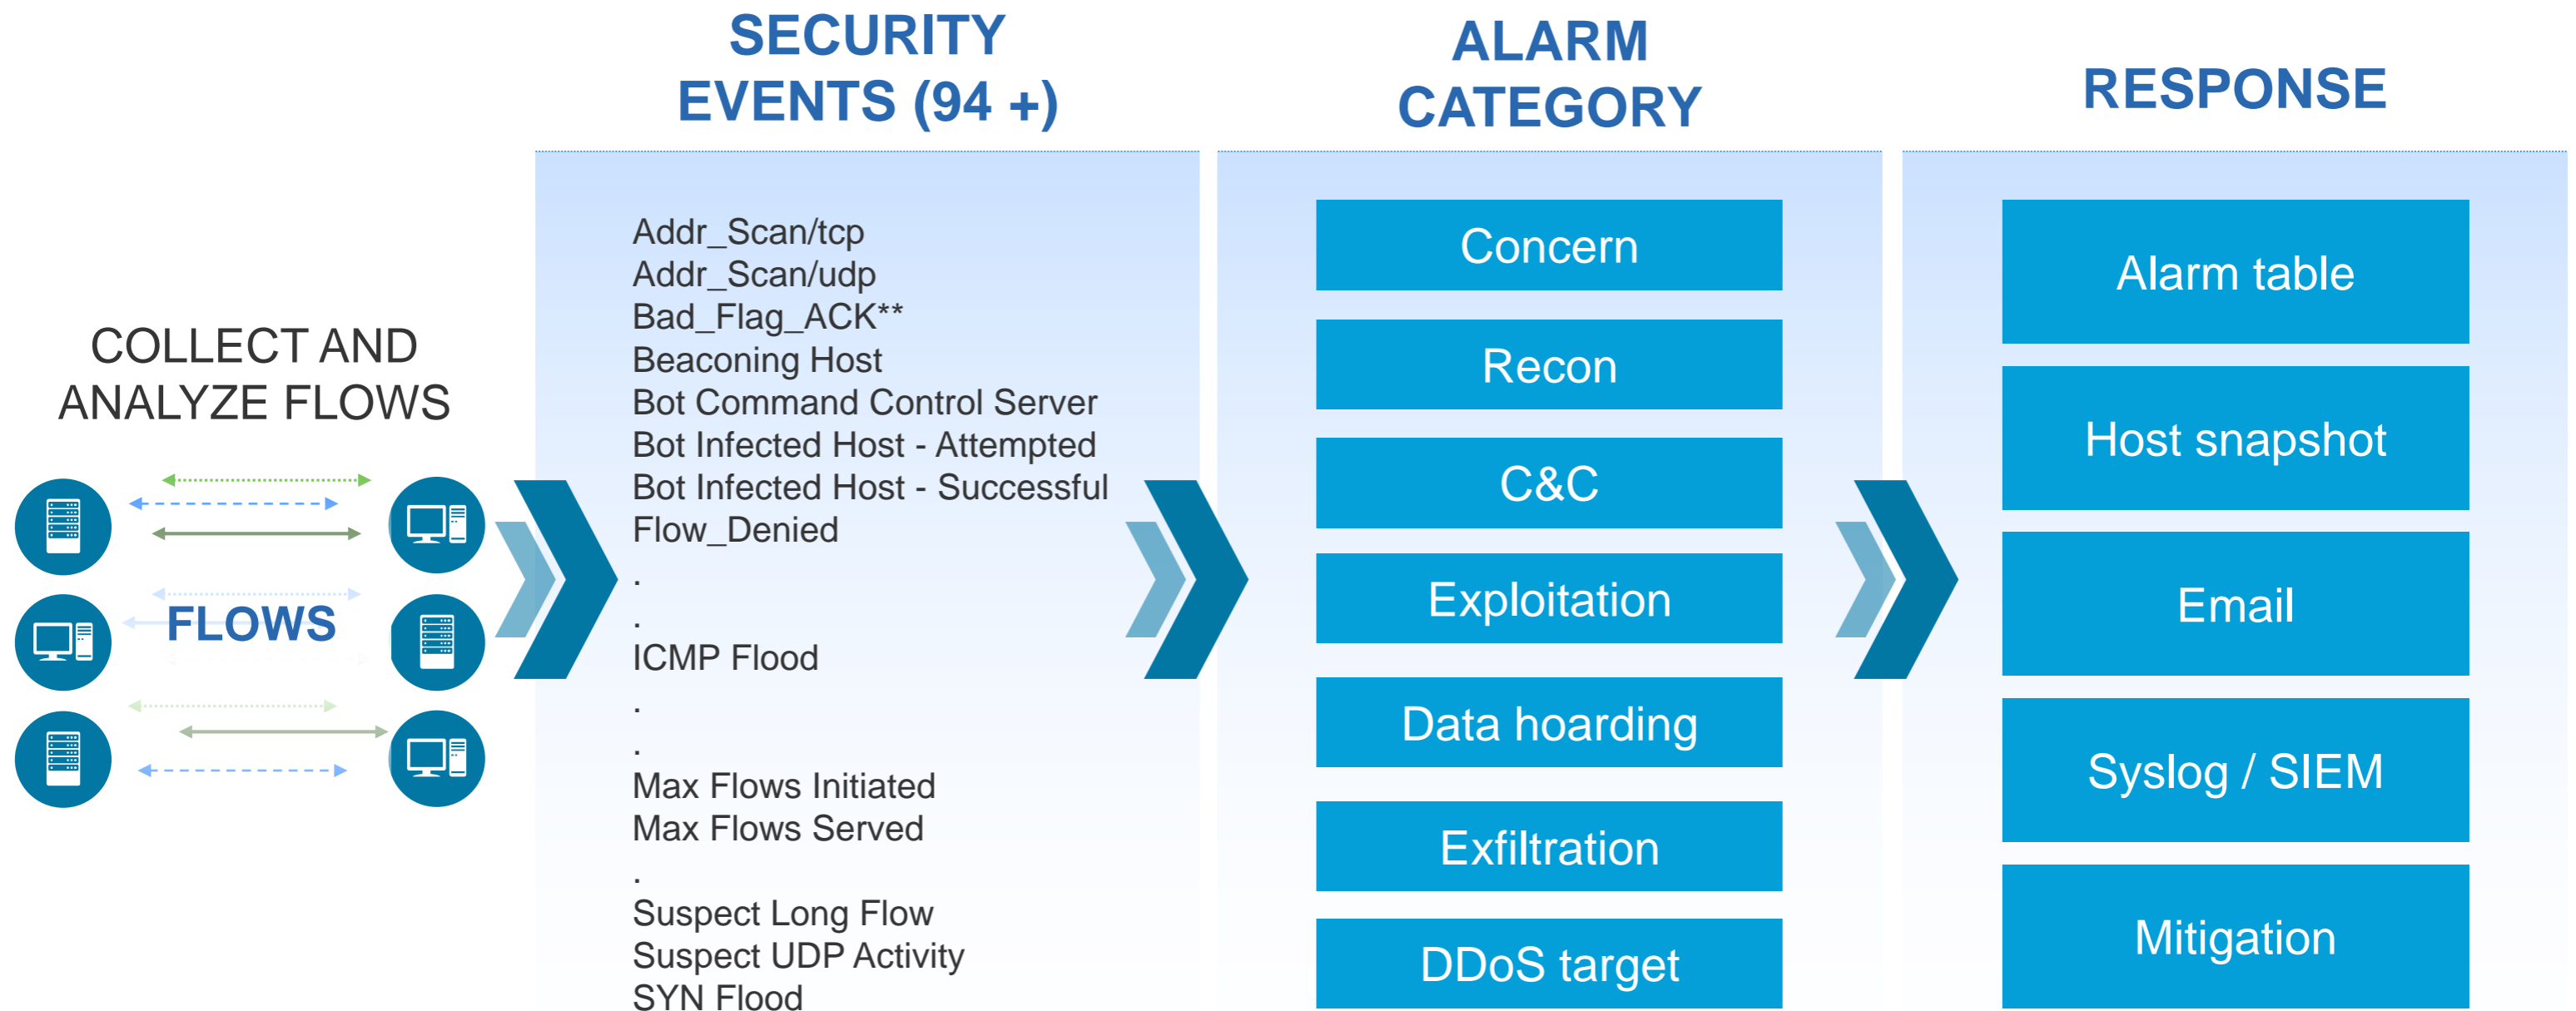 COLLECT AND
ANALYZE FLOWS
FLOWS
SECURITY
EVENTS (94 +)
Addr_Scan/tcp
Addr_Scan/udp
Bad_Flag_ACK**
Beaconing Host
Bot Command Control Server
Bot Infected Host - Attempted
Bot Infected Host - Successful
Flow_Denied
.
.
ICMP Flood
.
.
Max Flows Initiated
Max Flows Served
.
Suspect Long Flow
Suspect UDP Activity
SYN Flood
ALARM
CATEGORY
Concern
Recon
C&C
Exploitation
Data hoarding
Exfiltration
DDoS target
RESPONSE
Alarm table
Host snapshot
Email
Syslog / SIEM
Mitigation